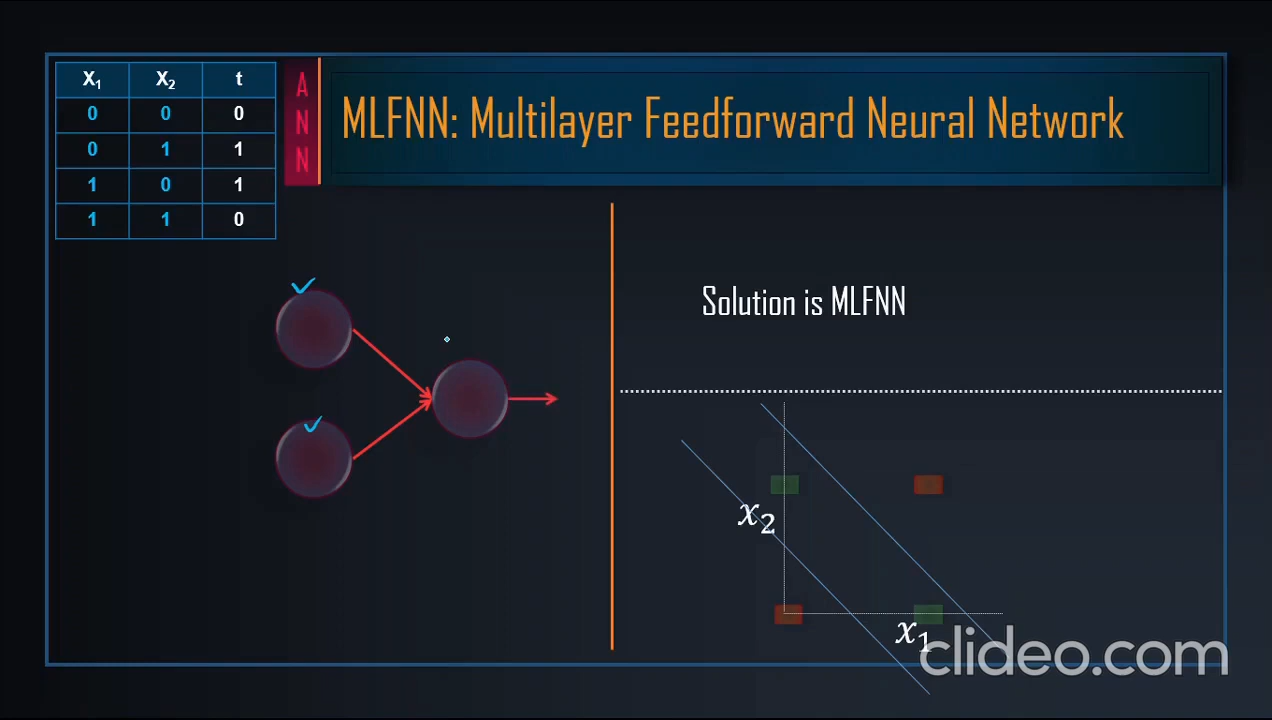 X1 X2 t
0 0 0
0 1 1
1 0 1
1 1 0
ANN
MLFNN: Multilayer Feedforward Neural Network
Solution is MLFNN
x2
x1
clideo.com